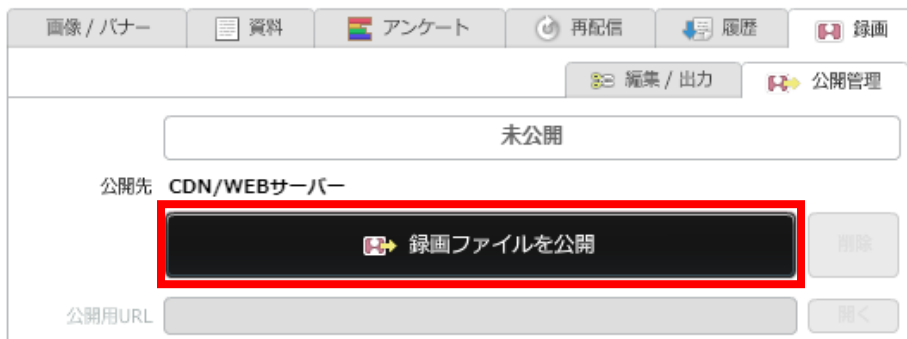 画像 / バナー 資料 アンケート 再配信 履歴 録画
編集 / 出力 公開管理
未公開
公開先 CDN/WEBサーバー
録画ファイルを公開 削除
公開用URL 開く